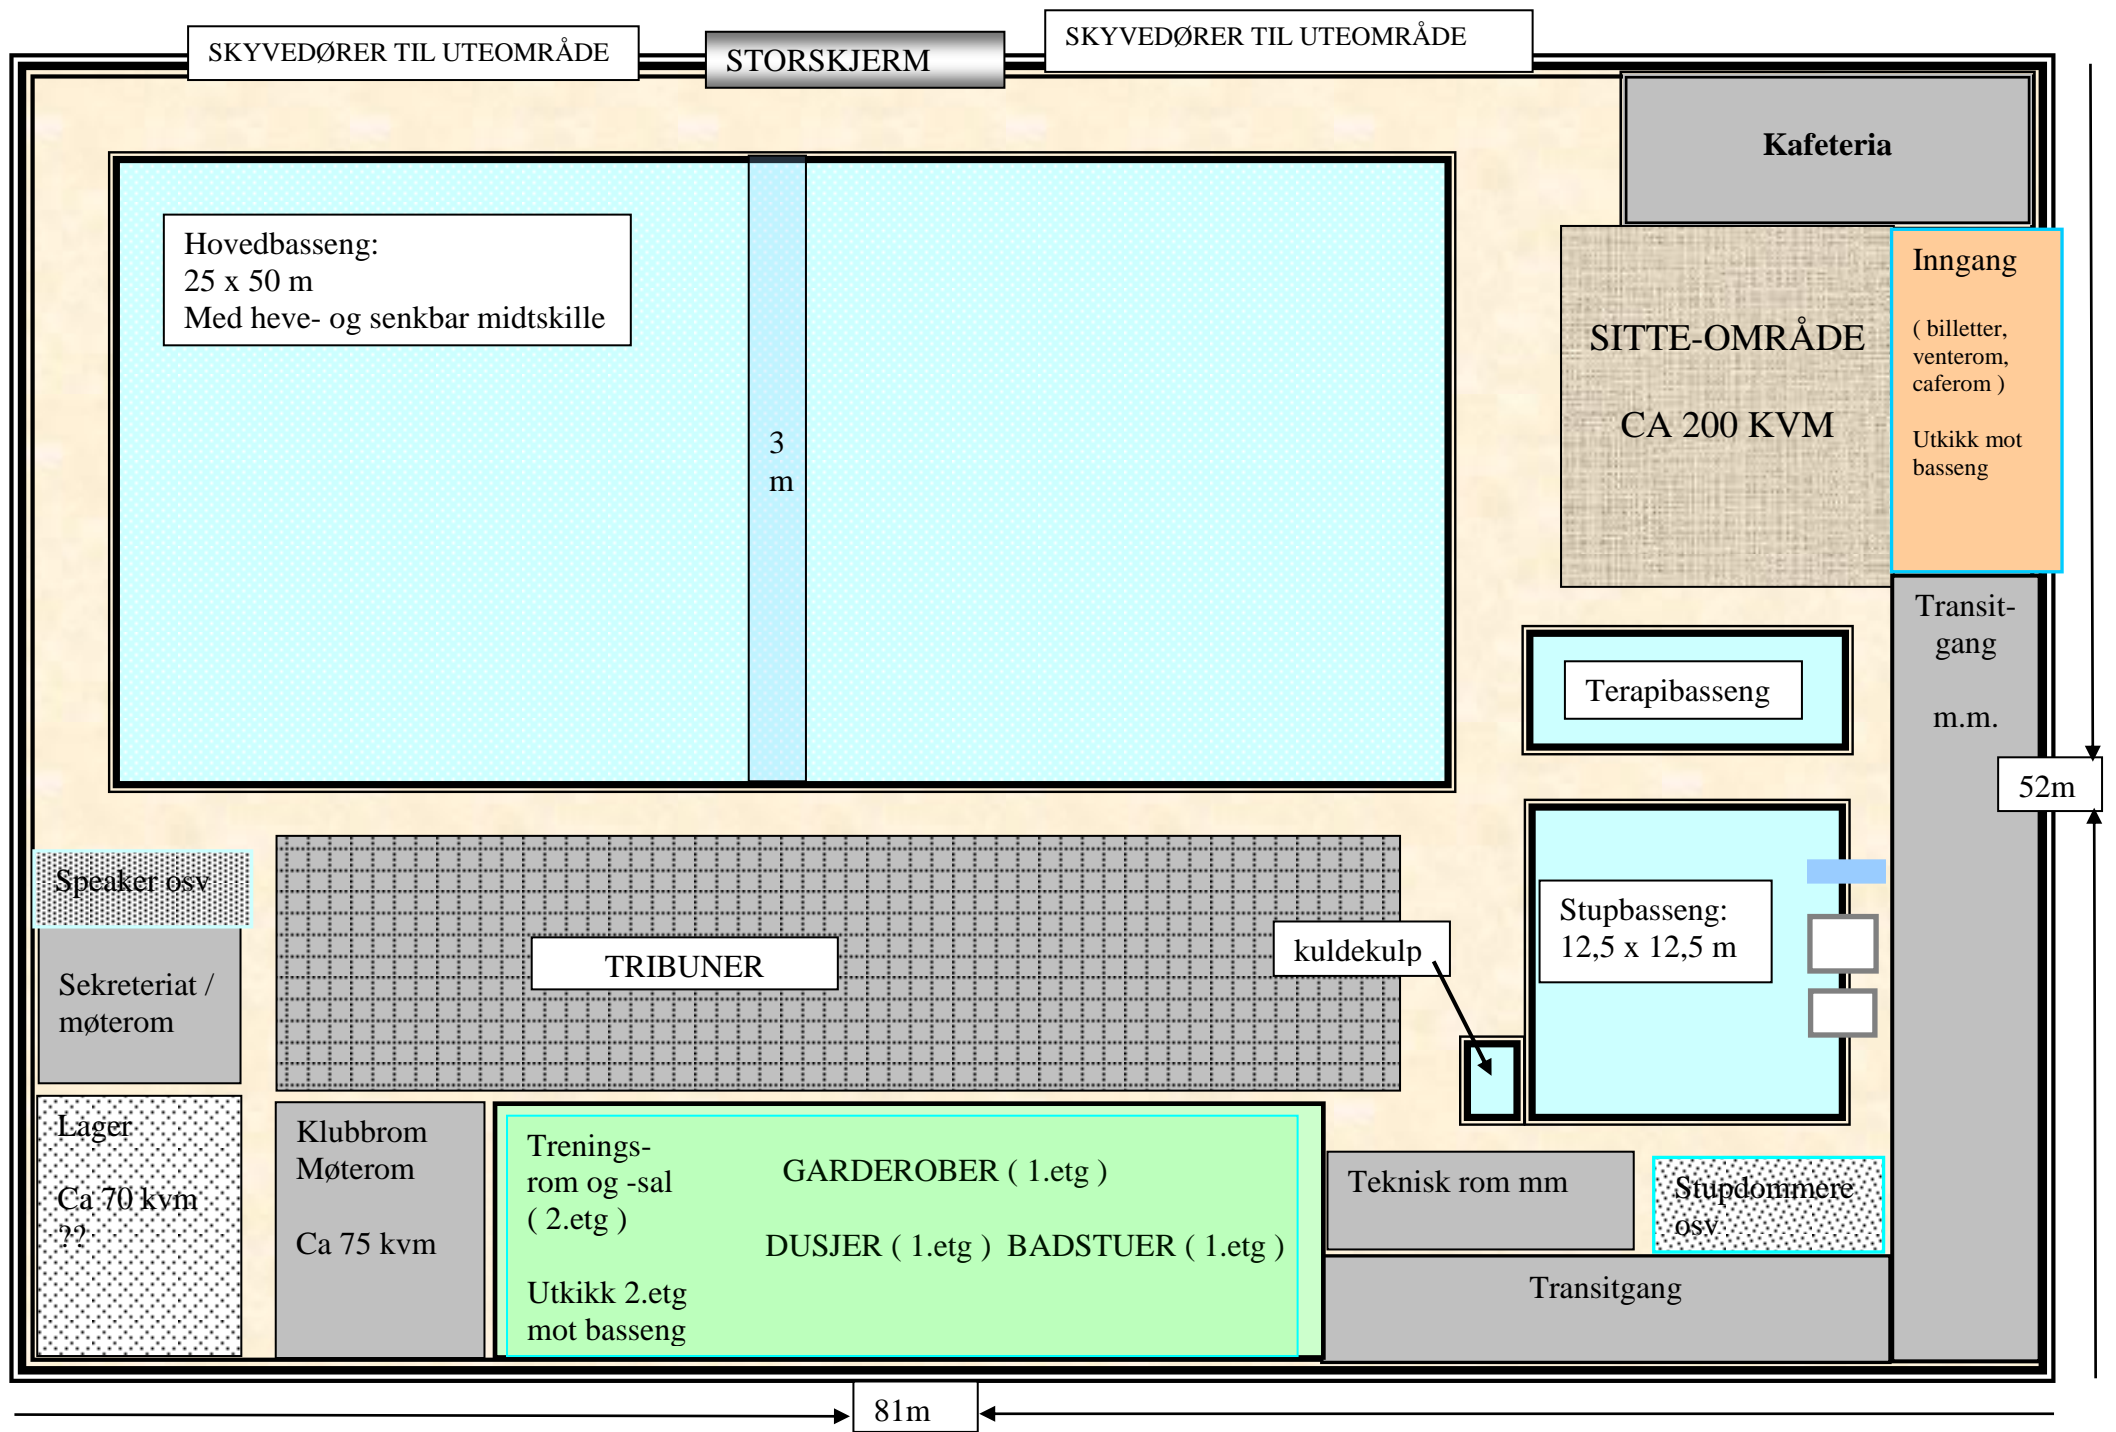 SKYVEDØRER TIL UTEOMRÅDE
STORSKJERM
SKYVEDØRER TIL UTEOMRÅDE
Kafeteria
Hovedbasseng:
25 x 50 m
Med heve- og senkbar midtskille
3
m
SITTE-OMRÅDE
CA 200 KVM
Inngang
( billetter,
venterom,
caferom )
Utkikk mot
basseng
Transit-
gang
m.m.
Terapibasseng
52m
Speaker osv
Sekreteriat /
møterom
TRIBUNER
kuldekulp
Stupbasseng:
12,5 x 12,5 m
Lager
Ca 70 kvm
??
Klubbrom
Møterom
Ca 75 kvm
Trenings-
rom og -sal
( 2.etg )
Utkikk 2.etg
mot basseng
GARDEROBER ( 1.etg )
DUSJER ( 1.etg ) BADSTUER ( 1.etg )
Teknisk rom mm
Stupdommere
osv
Transitgang
81m